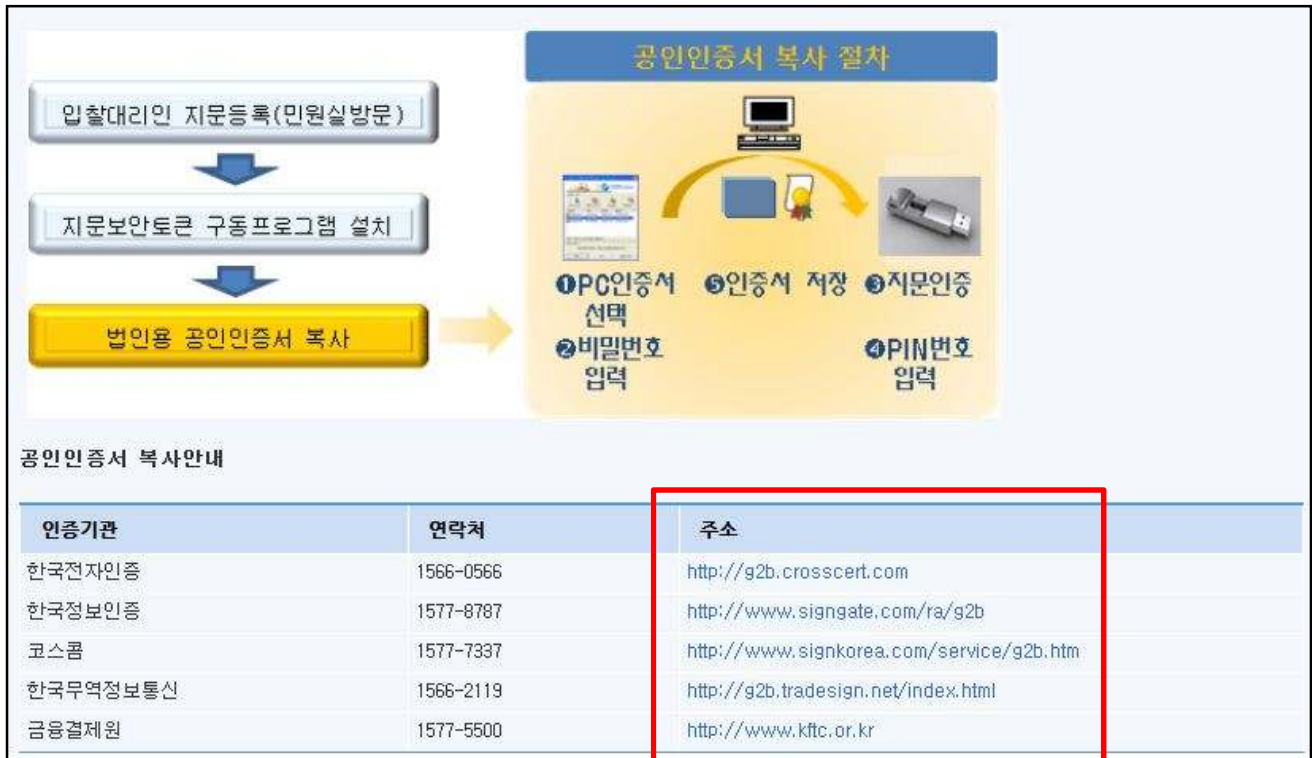 공인인증서 복사 절차
입찰대리인 지문등록(민원실방문)
지문보안토큰 구동프로그램 설치
법인용 공인인증서 복사
❶PC인증서
선택
❷비밀번호
입력
❺인증서 저장
❸지문인증
❹PIN번호
입력
공인인증서 복사안내
인증기관 연락처 주소
한국전자인증 1566-0566 http://g2b.crosscert.com
한국정보인증 1577-8787 http://www.signgate.com/ra/g2b
코스콤 1577-7337 http://www.signkorea.com/service/g2b.htm
한국무역정보통신 1566-2119 http://g2b.tradesign.net/index.html
금융결제원 1577-5500 http://www.kftc.or.kr